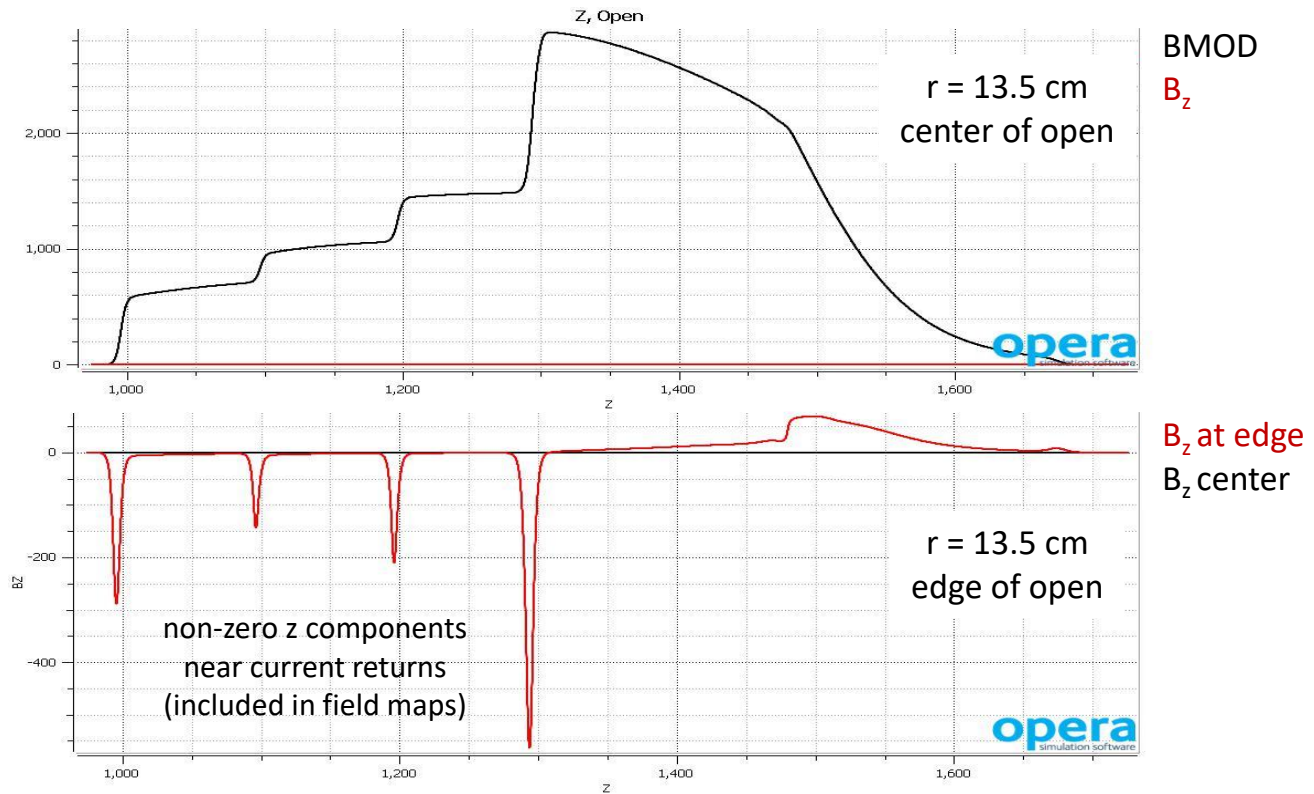 Z, Open
BMOD
B_z
r = 13.5 cm
center of open
2,000
1,000
0
opera
simulation software
1,000
1,200
1,400
1,600
Z
B_z at edge
B_z center
0
-200
-400
BZ
r = 13.5 cm
edge of open
non-zero z components
near current returns
(included in field maps)
opera
simulation software
1,000
1,200
1,400
1,600
Z